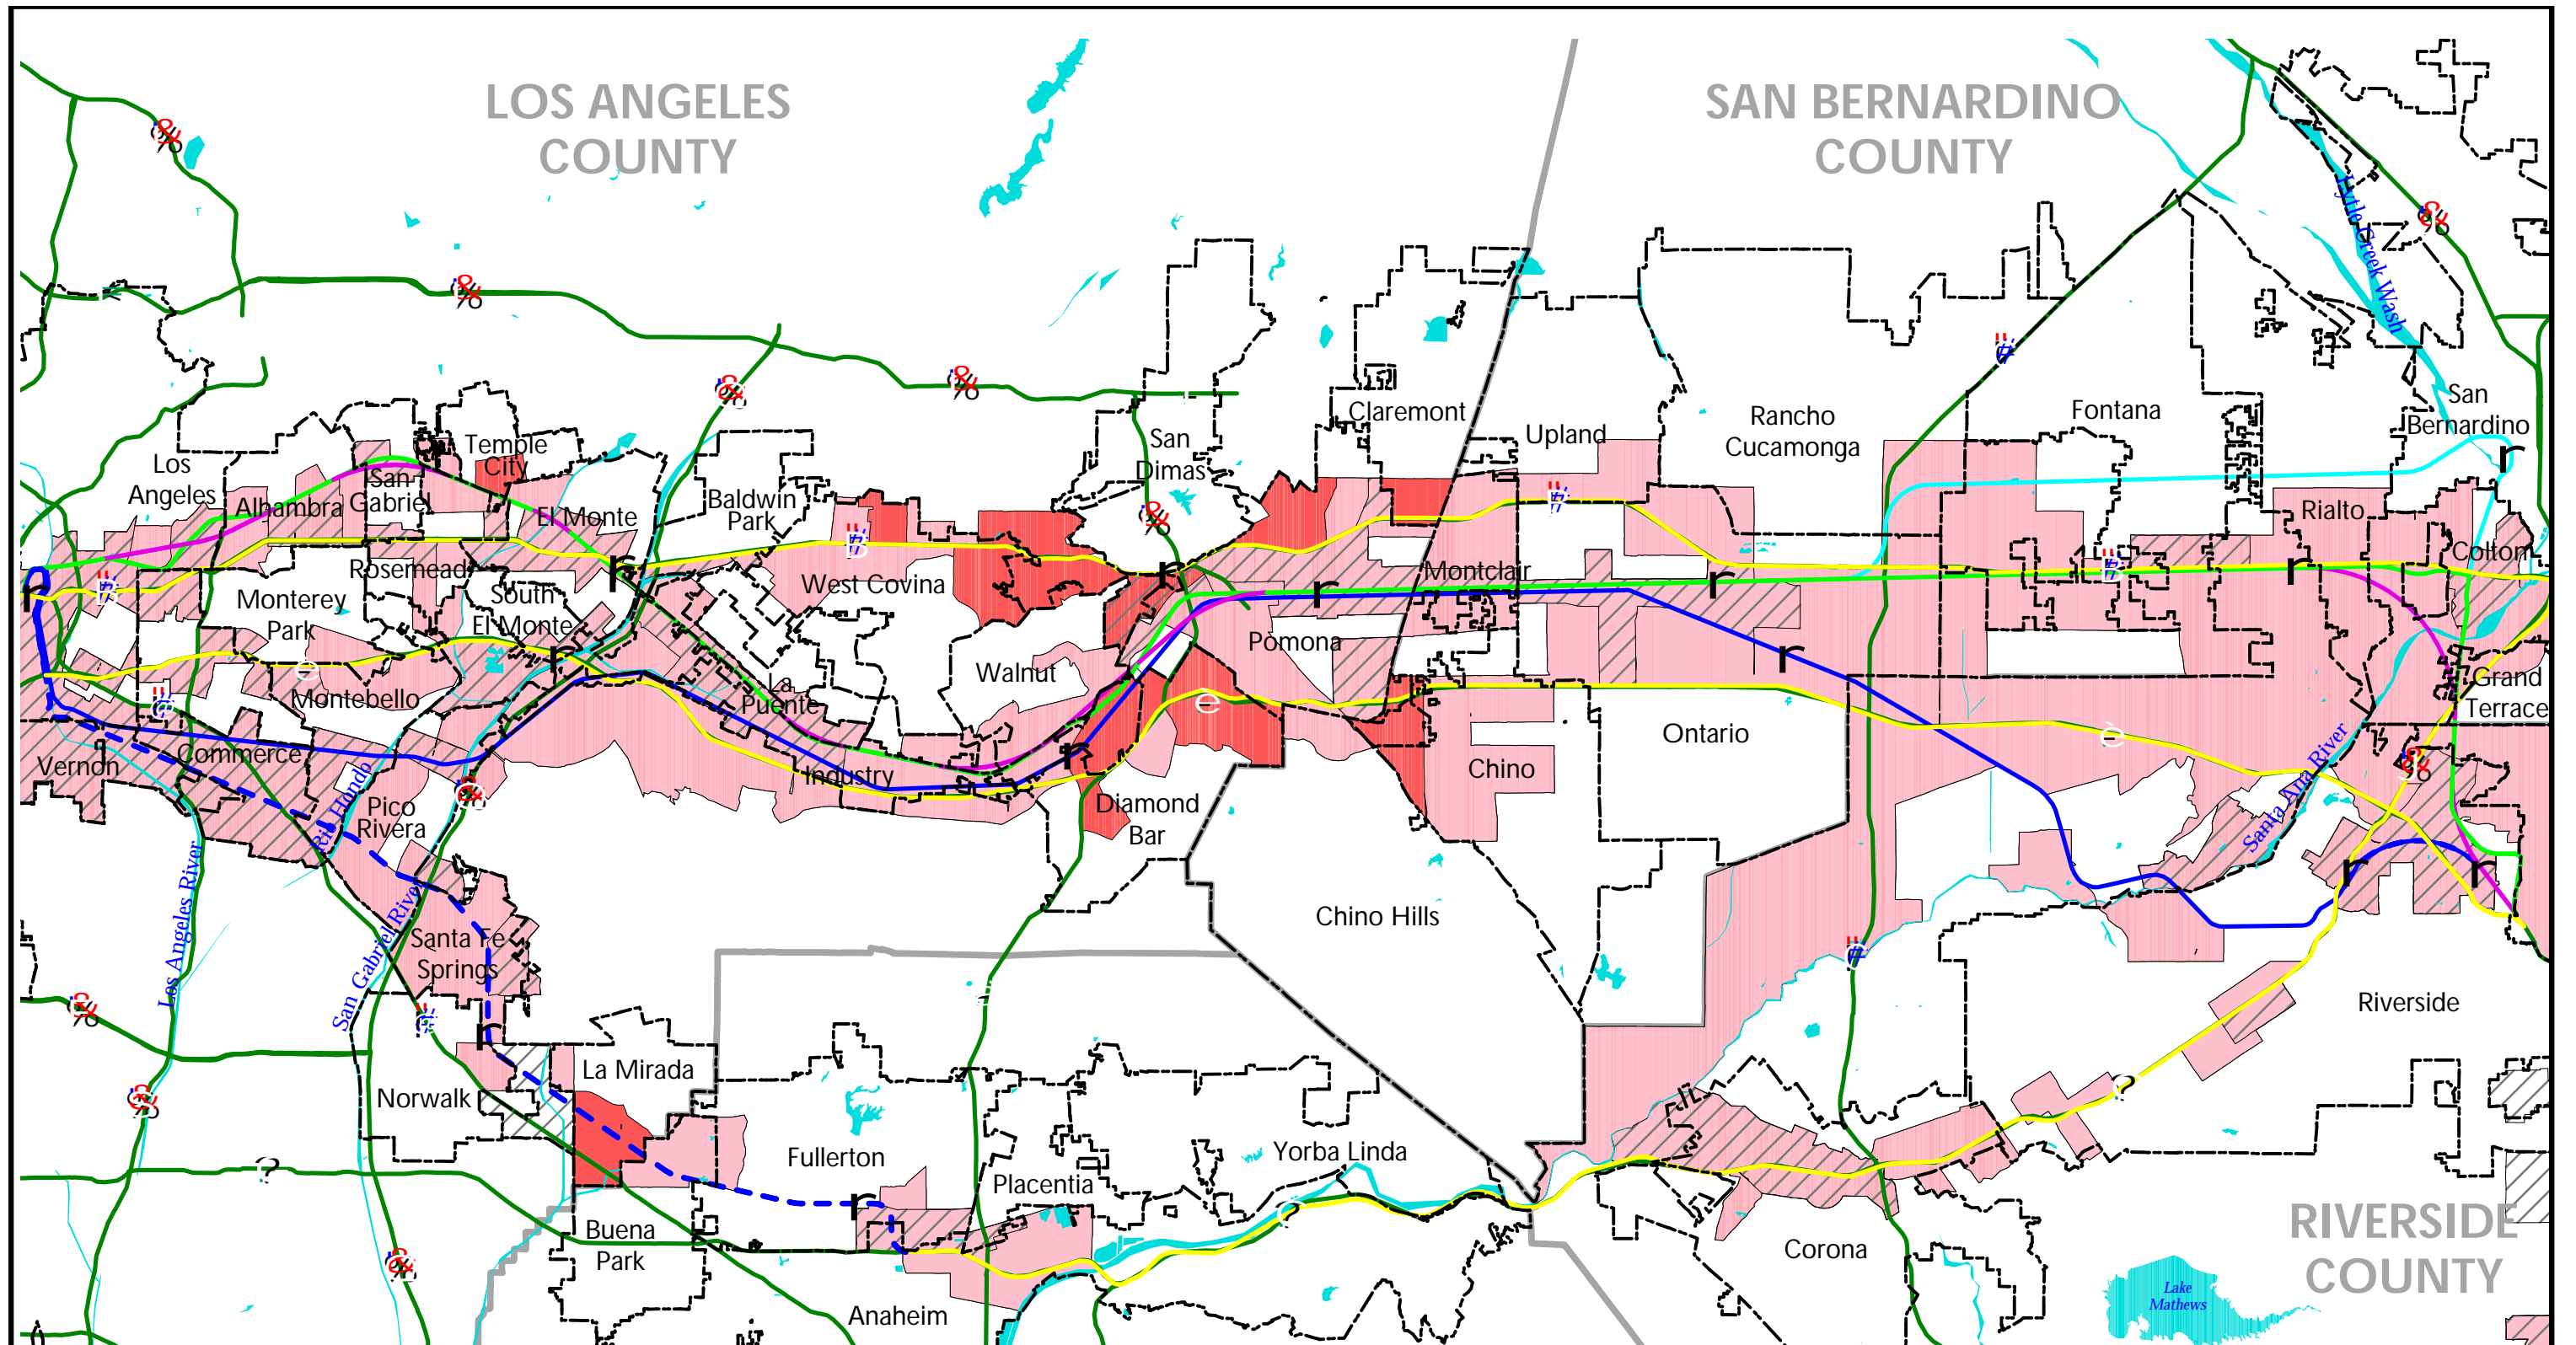 LOS ANGELES
COUNTY
SAN BERNARDINO
COUNTY
Lytle Creek Wash
San
Bernardino
Claremont
Upland
Rancho
Cucamonga
Fontana
San
Dimas
Temple
City
Los
Angeles
Alhambra
San
Gabriel
El Monte
Baldwin
Park
Rialto
Colton
Rosemead
West Covina
Montclair
Monterey
Park
South
El Monte
Pomona
Walnut
La
Puente
Montebello
Grand
Terrace
Ontario
Vernon
Commerce
Industry
Chino
Pico
Rivera
Rio Hondo
Diamond
Bar
Santa Ana River
Los Angeles River
San Gabriel River
Chino Hills
Santa Fe
Springs
Riverside
La Mirada
Norwalk
Fullerton
Placentia
Yorba Linda
Buena
Park
Anaheim
Corona
RIVERSIDE
COUNTY
Lake
Mathews